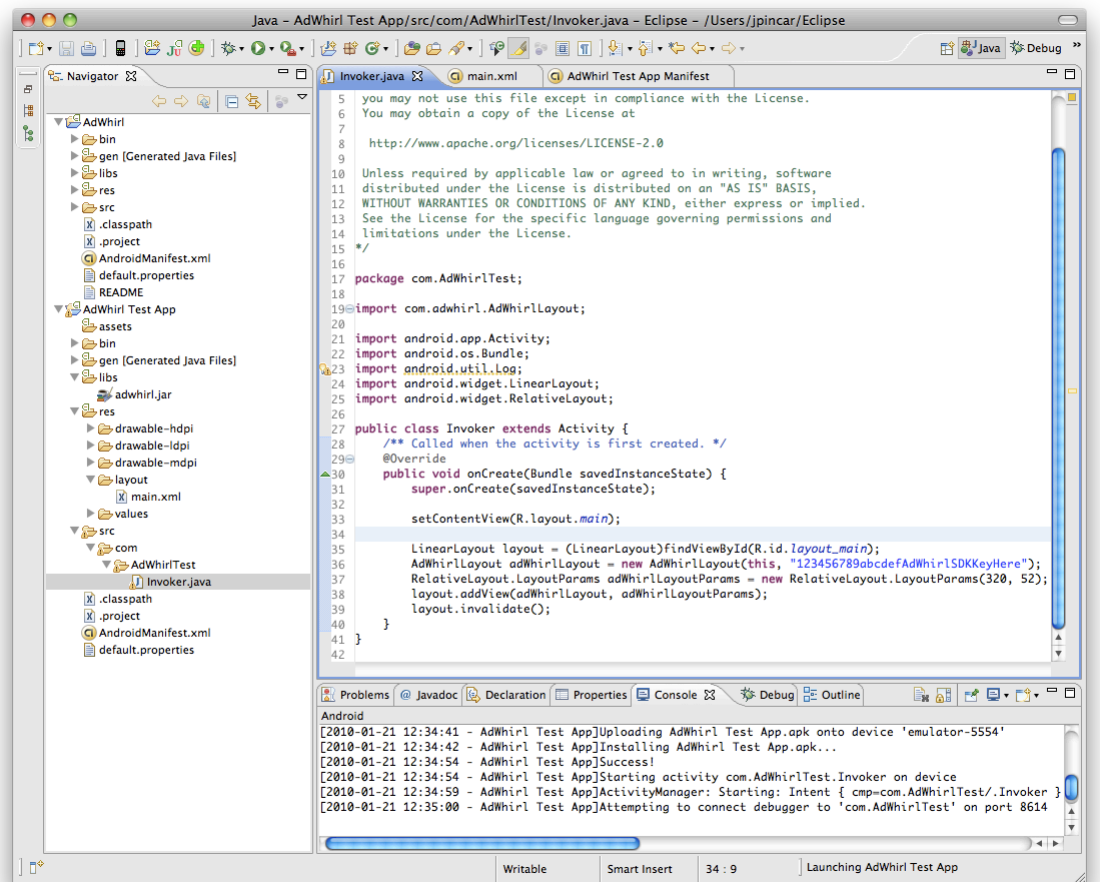 Java - AdWhirl Test App/src/com/AdWhirlTest/Invoker.java - Eclipse - /Users/jpincar/Eclipse
Java
Debug
»
Navigator
AdWhirl
bin
gen [Generated Java Files]
libs
res
src
.classpath
.project
AndroidManifest.xml
default.properties
README
AdWhirl Test App
assets
bin
gen [Generated Java Files]
libs
adwhirl.jar
res
drawable-hdpi
drawable-ldpi
drawable-mdpi
layout
main.xml
values
src
com
AdWhirlTest
Invoker.java
.classpath
.project
AndroidManifest.xml
default.properties
Invoker.java
main.xml
AdWhirl Test App Manifest
5 you may not use this file except in compliance with the License.
6 You may obtain a copy of the License at
7
8 http://www.apache.org/licenses/LICENSE-2.0
9
10 Unless required by applicable law or agreed to in writing, software
11 distributed under the License is distributed on an "AS IS" BASIS,
12 WITHOUT WARRANTIES OR CONDITIONS OF ANY KIND, either express or implied.
13 See the License for the specific language governing permissions and
14 limitations under the License.
15 */
16
17 package com.AdWhirlTest;
18
19 import com.adwhirl.AdWhirlLayout;
20
21 import android.app.Activity;
22 import android.os.Bundle;
23 import android.util.Log;
24 import android.widget.LinearLayout;
25 import android.widget.RelativeLayout;
26
27 public class Invoker extends Activity {
28 /** Called when the activity is first created. */
29 @Override
30 public void onCreate(Bundle savedInstanceState) {
31 super.onCreate(savedInstanceState);
32
33 setContentView(R.layout.main);
34
35 LinearLayout layout = (LinearLayout)findViewById(R.id.layout_main);
36 AdWhirlLayout adWhirlLayout = new AdWhirlLayout(this, "123456789abcdefAdWhirlSDKKeyHere");
37 RelativeLayout.LayoutParams adWhirlLayoutParams = new RelativeLayout.LayoutParams(320, 52);
38 layout.addView(adWhirlLayout, adWhirlLayoutParams);
39 layout.invalidate();
40 }
41 }
42
Problems
@ Javadoc
Declaration
Properties
Console
Debug
Outline
Android
[2010-01-21 12:34:41 - AdWhirl Test App]Uploading AdWhirl Test App.apk onto device 'emulator-5554'
[2010-01-21 12:34:42 - AdWhirl Test App]Installing AdWhirl Test App.apk...
[2010-01-21 12:34:54 - AdWhirl Test App]Success!
[2010-01-21 12:34:54 - AdWhirl Test App]Starting activity com.AdWhirlTest.Invoker on device
[2010-01-21 12:34:59 - AdWhirl Test App]ActivityManager: Starting: Intent { cmp=com.AdWhirlTest/.Invoker }
[2010-01-21 12:35:00 - AdWhirl Test App]Attempting to connect debugger to 'com.AdWhirlTest' on port 8614
Writable
Smart Insert
34 : 9
Launching AdWhirl Test App